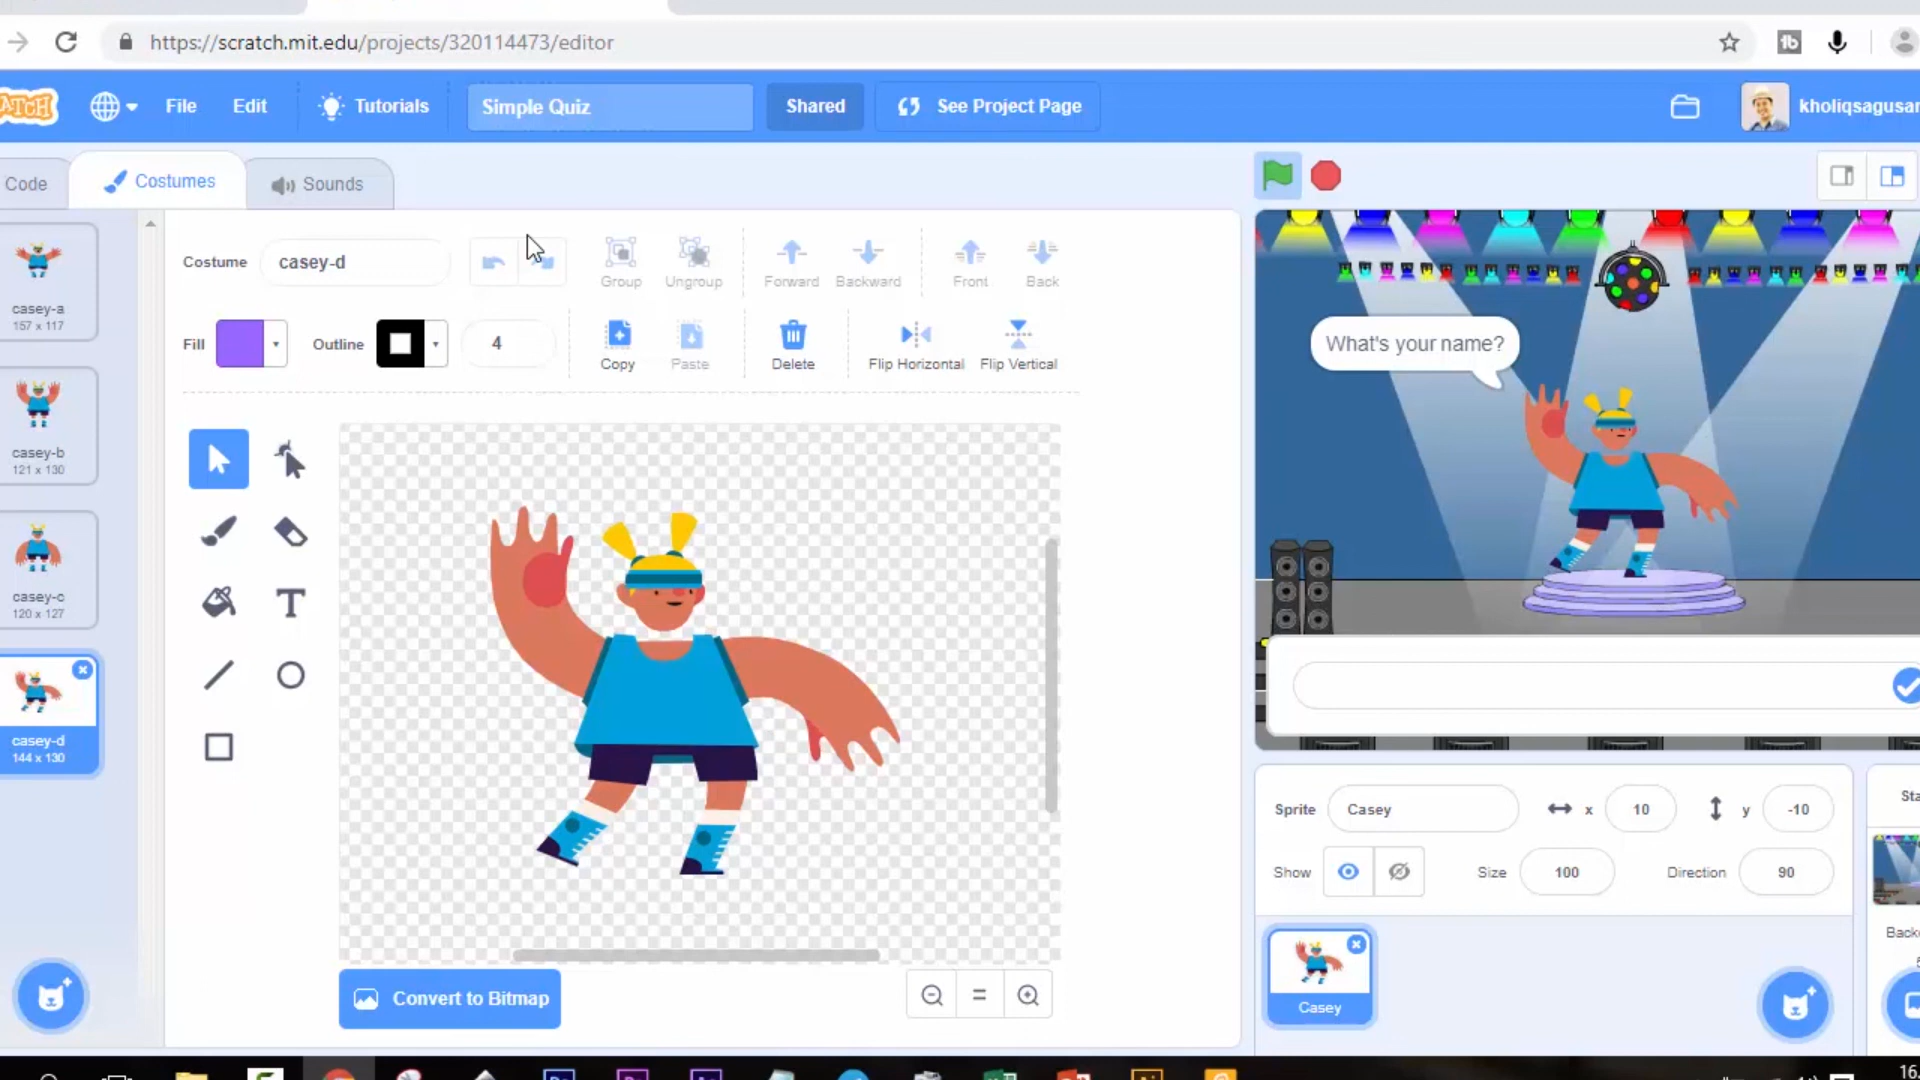 https://scratch.mit.edu/projects/320114473/editor
File Edit Tutorials Simple Quiz Shared See Project Page
Code Costumes Sounds
Costume casey-d Group Ungroup Forward Backward Front Back
Fill Outline 4 Copy Paste Delete Flip Horizontal Flip Vertical
casey-a
157 x 117
casey-b
121 x 130
casey-c
120 x 127
casey-d
144 x 130
Convert to Bitmap
What's your name?
Sprite Casey x 10 y -10
Show Size 100 Direction 90
Casey